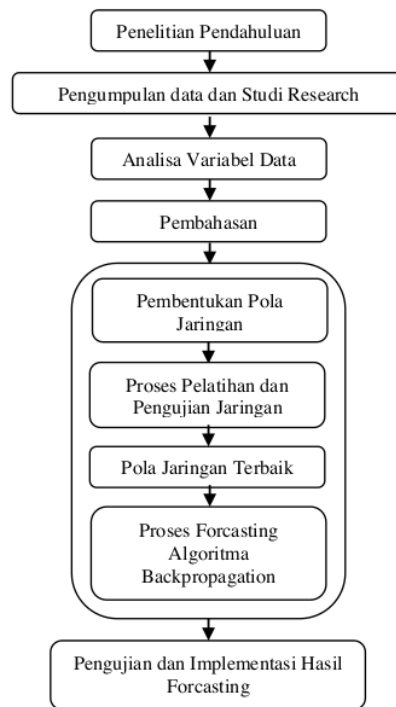 Penelitian Pendahuluan
Pengumpulan data dan Studi Research
Analisa Variabel Data
Pembahasan
Pembentukan Pola
Jaringan
Proses Pelatihan dan
Pengujian Jaringan
Pola Jaringan Terbaik
Proses Forcasting
Algoritma
Backpropagation
Pengujian dan Implementasi Hasil
Forcasting